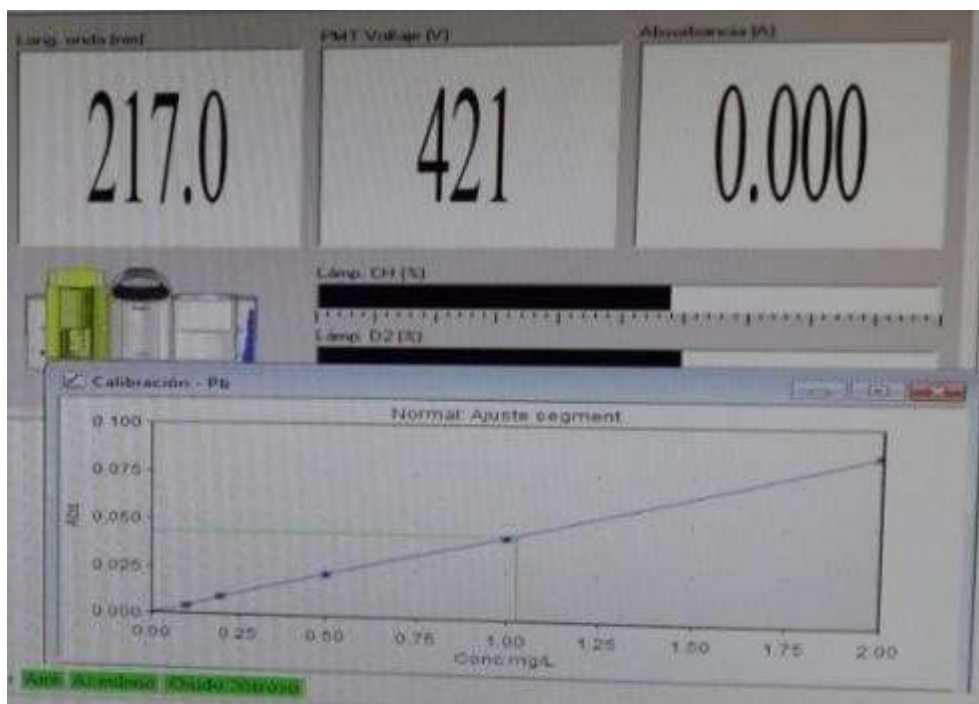 Long. onda (nm)
PMT Voltaje (V)
Absorbancia (A)
217.0
421
0.000
Lámp. CH (%)
Lámp. D2 (%)
Calibración - Pb
Normal: Ajuste segment
0.100
0.075
0.050
0.025
0.000
Abs
0.00 0.25 0.50 0.75 1.00 1.25 1.50 1.75 2.00
Conc mg/L
Aire Acetileno Óxido Nitroso